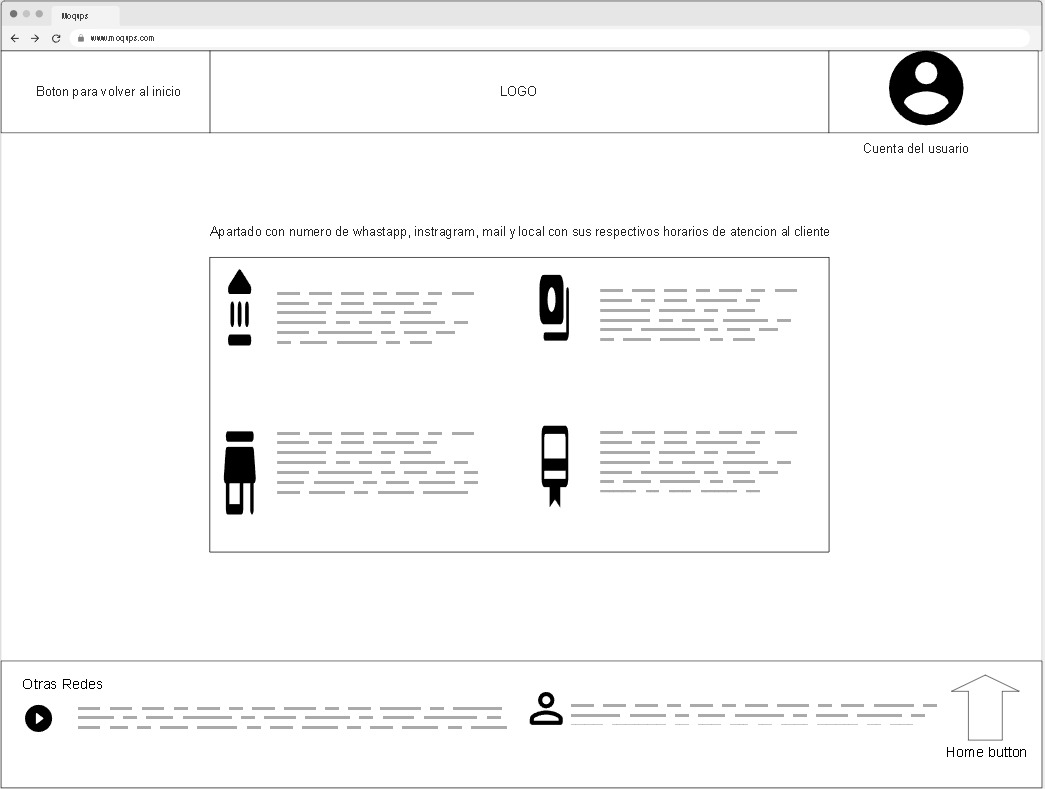 Moqups
www.moqups.com
Boton para volver al inicio
LOGO
Cuenta del usuario
Apartado con numero de whastapp, instragram, mail y local con sus respectivos horarios de atencion al cliente
Otras Redes
Home button